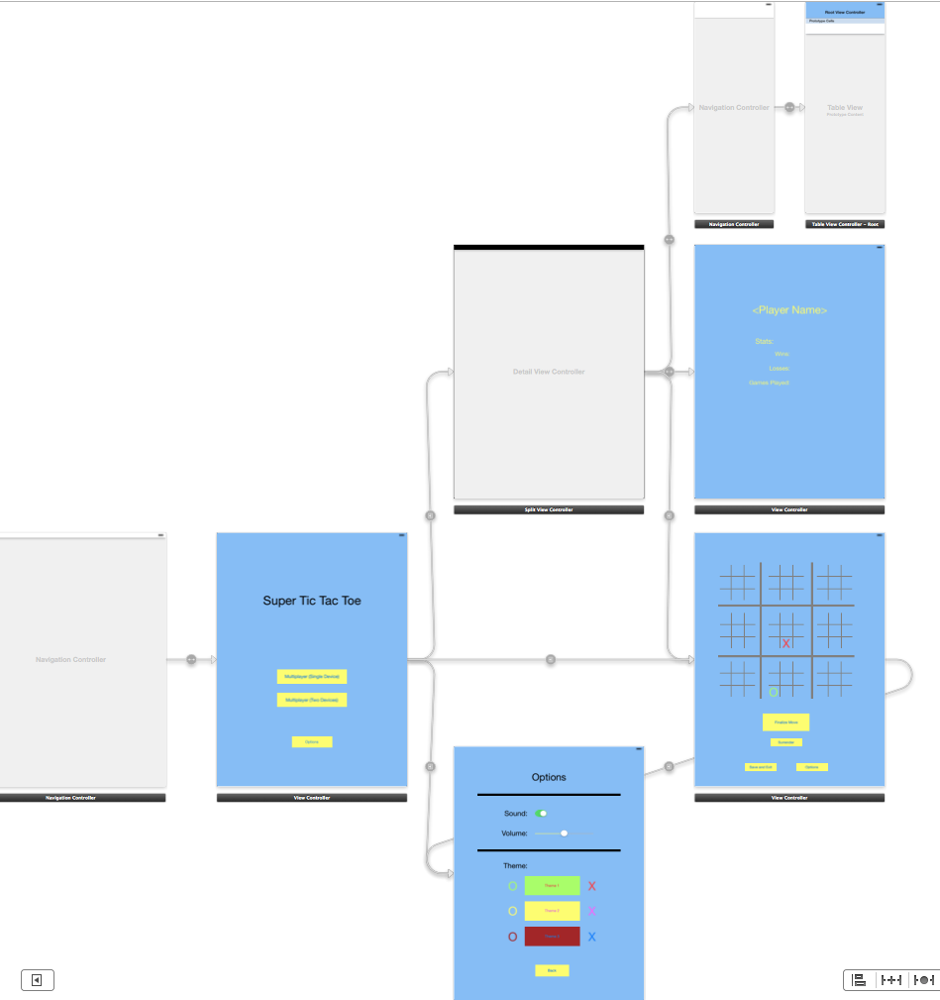 Root View Controller
Prototype Cells
Navigation Controller
Table View
Prototype Content
Navigation Controller
Table View Controller – Root
Detail View Controller
Split View Controller
<Player Name>
Stats:
Wins
Losses
Games Played
View Controller
Navigation Controller
Navigation Controller
Super Tic Tac Toe
Multiplayer (Single Device)
Multiplayer (Two Devices)
Options
View Controller
X
O
Finalize Move
Surrender
Save and Exit
Options
View Controller
Options
Sound:
Volume:
Theme:
O Theme 1 X
O Theme 2 X
O Theme 3 X
Back